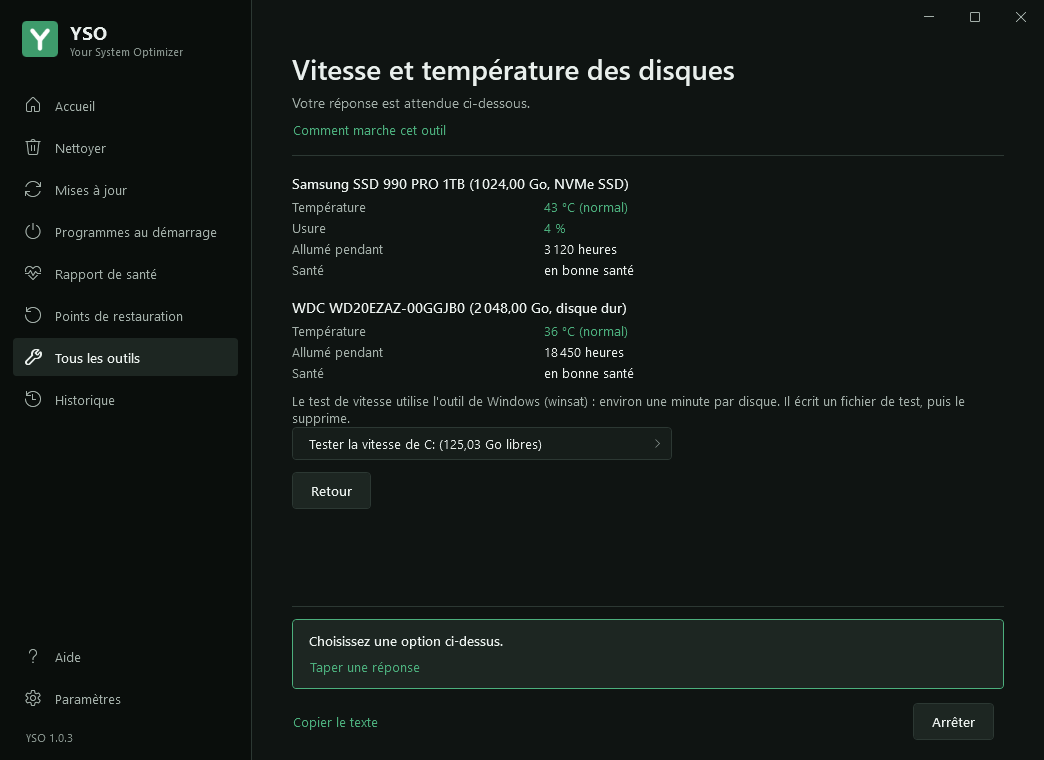 Y
YSO
Your System Optimizer
Accueil
Nettoyer
Mises à jour
Programmes au démarrage
Rapport de santé
Points de restauration
Tous les outils
Historique
Aide
Paramètres
YSO 1.0.3
Vitesse et température des disques
Votre réponse est attendue ci-dessous.
Comment marche cet outil
Samsung SSD 990 PRO 1TB (1 024,00 Go, NVMe SSD)
Température 43 °C (normal)
Usure 4 %
Allumé pendant 3 120 heures
Santé en bonne santé
WDC WD20EZAZ-00GGJB0 (2 048,00 Go, disque dur)
Température 36 °C (normal)
Allumé pendant 18 450 heures
Santé en bonne santé
Le test de vitesse utilise l'outil de Windows (winsat) : environ une minute par disque. Il écrit un fichier de test, puis le
supprime.
Tester la vitesse de C: (125,03 Go libres)
Retour
Choisissez une option ci-dessus.
Taper une réponse
Copier le texte
Arrêter